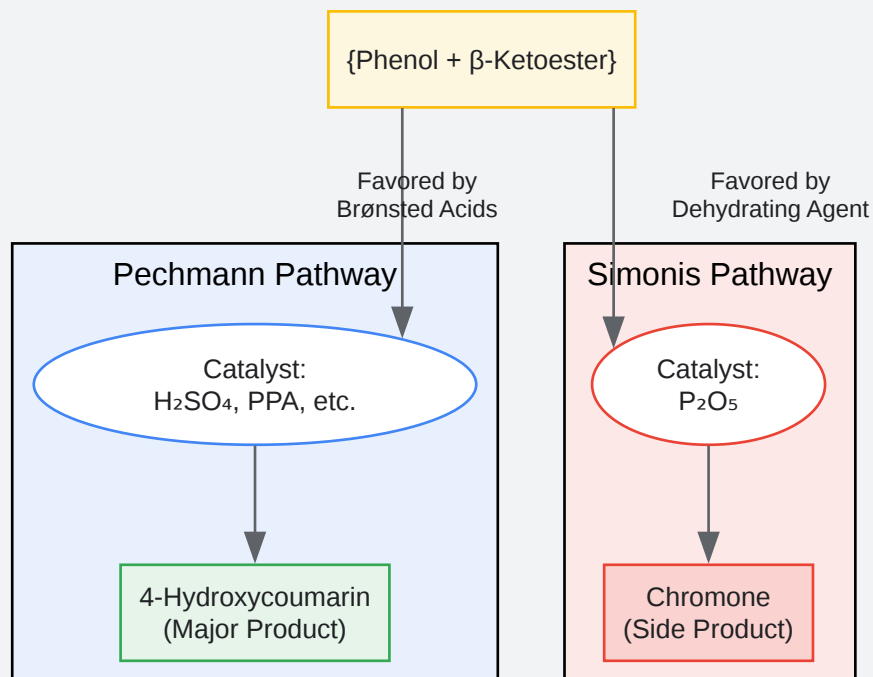 {Phenol + β-Ketoester}
Favored by
Brønsted Acids
Favored by
Dehydrating Agent
Pechmann Pathway
Simonis Pathway
Catalyst:
H₂SO₄, PPA, etc.
Catalyst:
P₂O₅
4-Hydroxycoumarin
(Major Product)
Chromone
(Side Product)